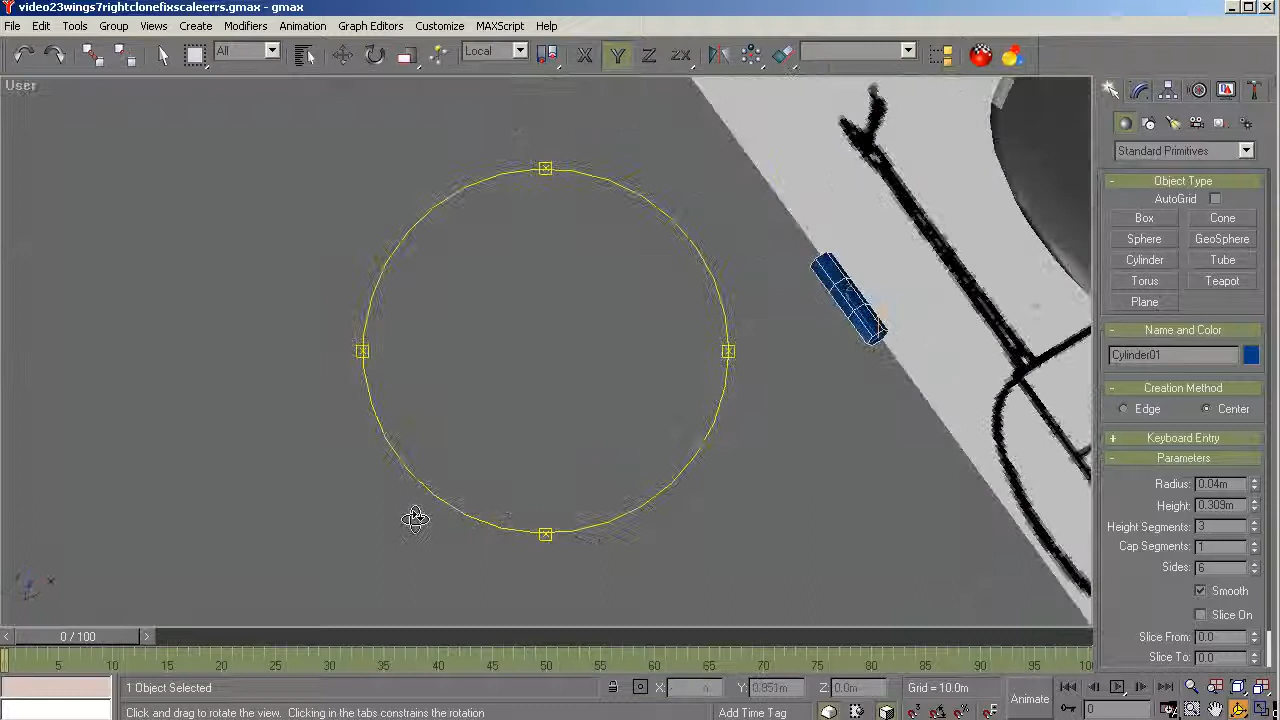 video23wings7rightclonefixscaleerrs.gmax - gmax
File Edit Tools Group Views Create Modifiers Animation Graph Editors Customize MAXScript Help
All Local X Y Z ZX
User
Standard Primitives
- Object Type
AutoGrid
Box Cone
Sphere GeoSphere
Cylinder Tube
Torus Teapot
Plane
- Name and Color
Cylinder01
- Creation Method
Edge Center
+ Keyboard Entry
- Parameters
Radius: 0.04m
Height: 0.309m
Height Segments: 3
Cap Segments: 1
Sides: 6
Smooth
Slice On
Slice From: 0.0
Slice To: 0.0
< 0 / 100 >
5 10 15 20 25 30 35 40 45 50 55 60 65 70 75 80 85 90 95 100
1 Object Selected X: Y: 0.951m Z: 0.0m Grid = 10.0m Animate
Click and drag to rotate the view. Clicking in the tabs constrains the rotation Add Time Tag 0